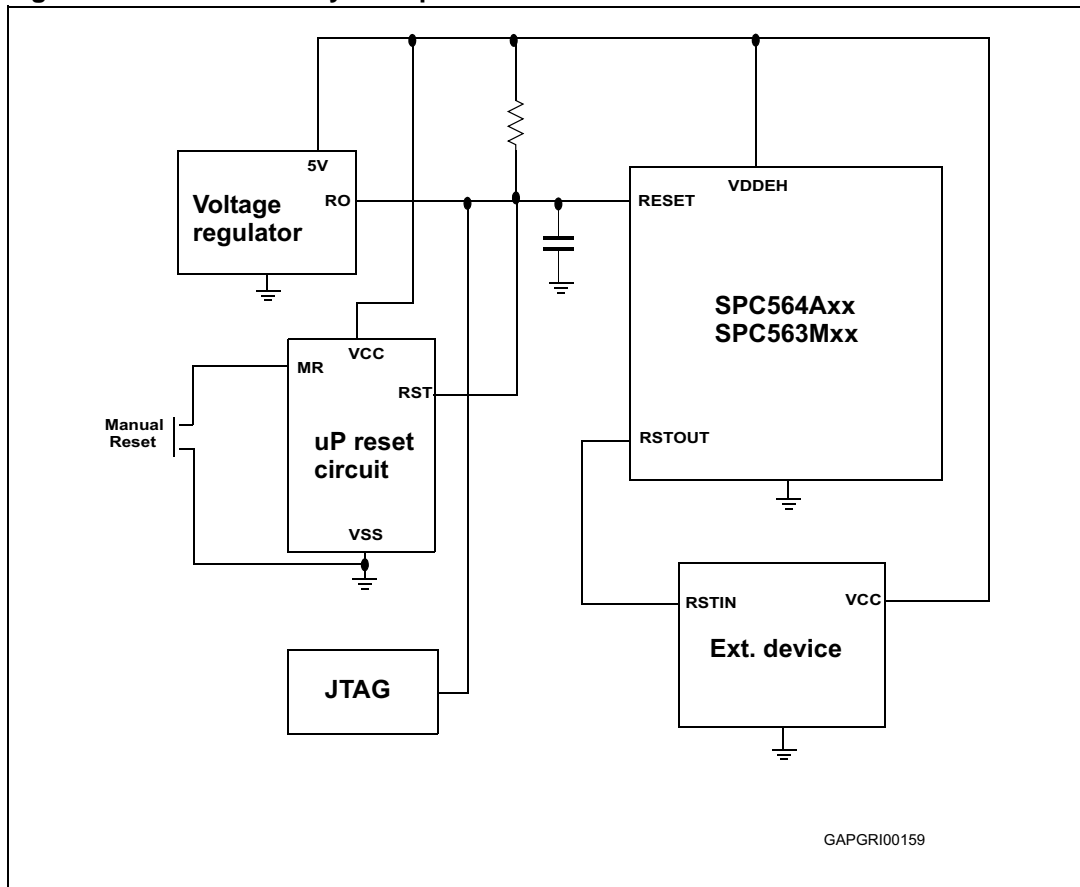 5V
Voltage
regulator
RO
RESET
VDDEH
SPC564Axx
SPC563Mxx
MR
VCC
RST
Manual
Reset
uP reset
circuit
RSTOUT
VSS
RSTIN
VCC
Ext. device
JTAG
GAPGRI00159